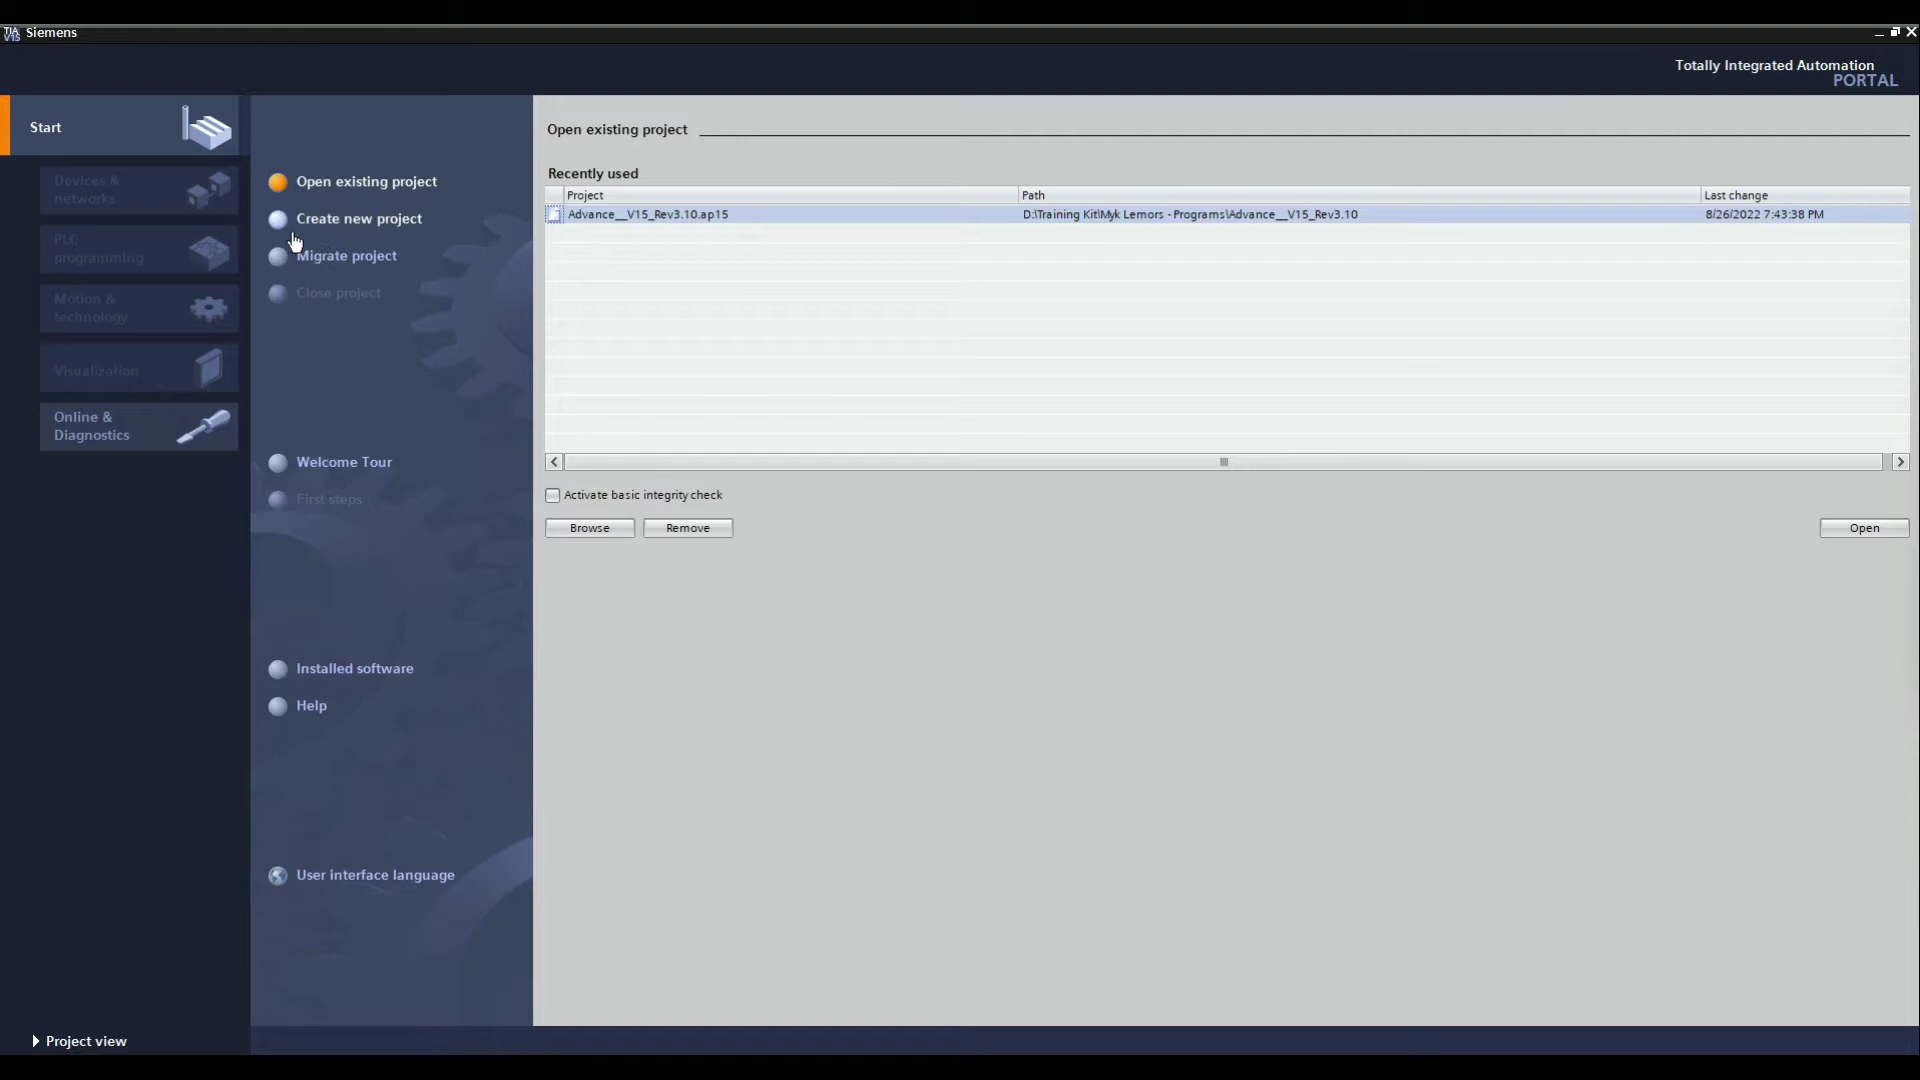 TIA
V15
Siemens
Totally Integrated Automation
PORTAL
Start
Devices &
networks
PLC
programming
Motion &
technology
Visualization
Online &
Diagnostics
Open existing project
Create new project
Migrate project
Close project
Welcome Tour
First steps
Installed software
Help
User interface language
Open existing project
Recently used
Project Path Last change
Advance__V15_Rev3.10.ap15 D:\Training Kit\Myk Lemors - Programs\Advance__V15_Rev3.10 8/26/2022 7:43:38 PM
Activate basic integrity check
Browse Remove Open
Project view